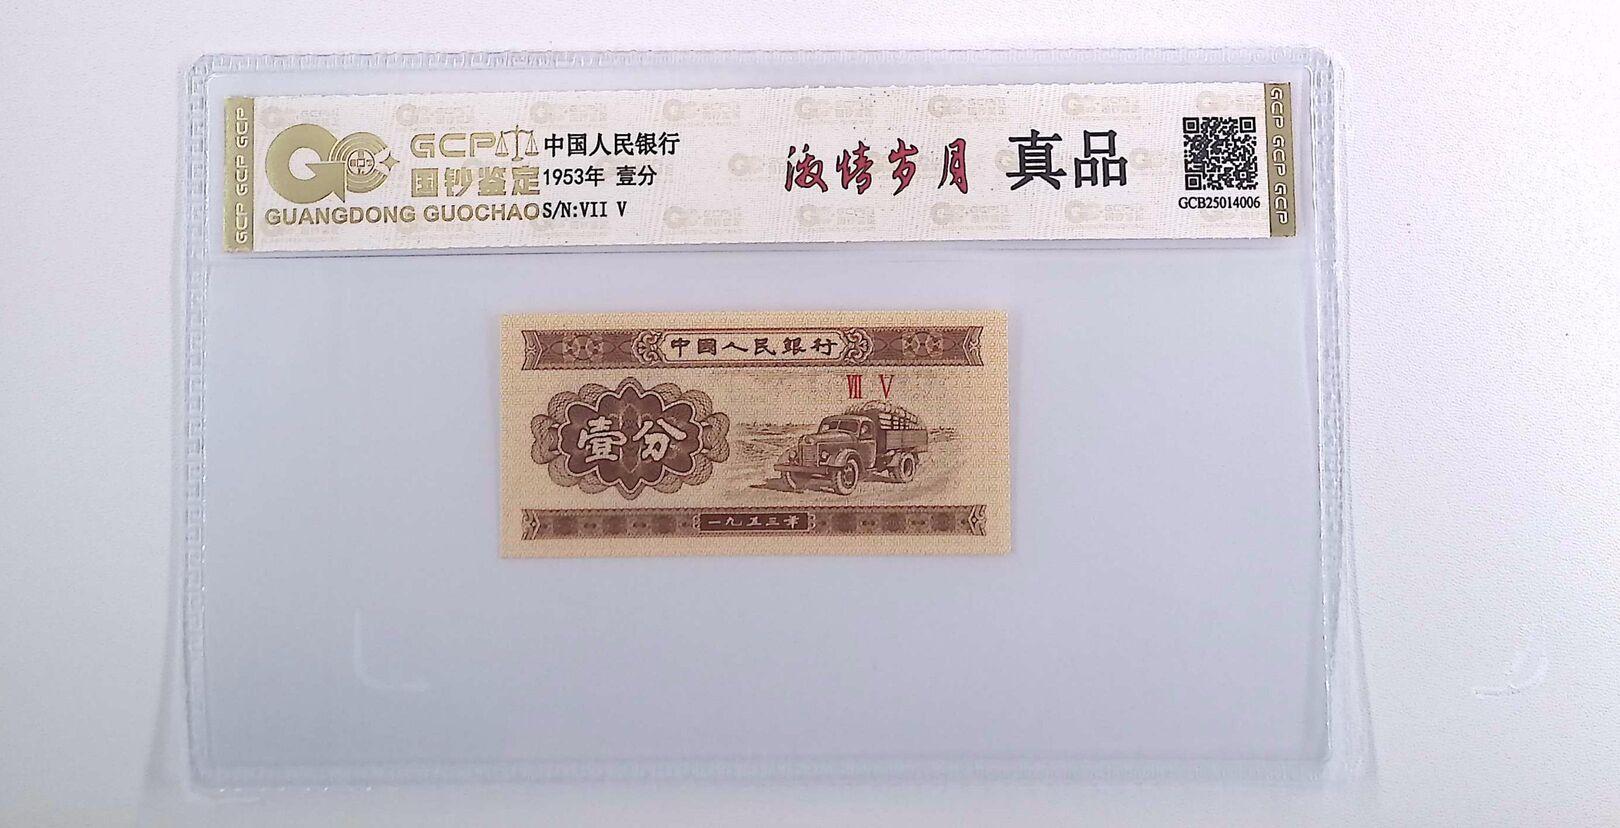 GCP GCP GCP
GCP
国钞鉴定
GUANGDONG GUOCHAO
中国人民银行
1953年 壹分
S/N:VII V
激情岁月 真品
GCB25014006
GCP GCP GCP
中國人民銀行
VII V
壹分
一九五三年